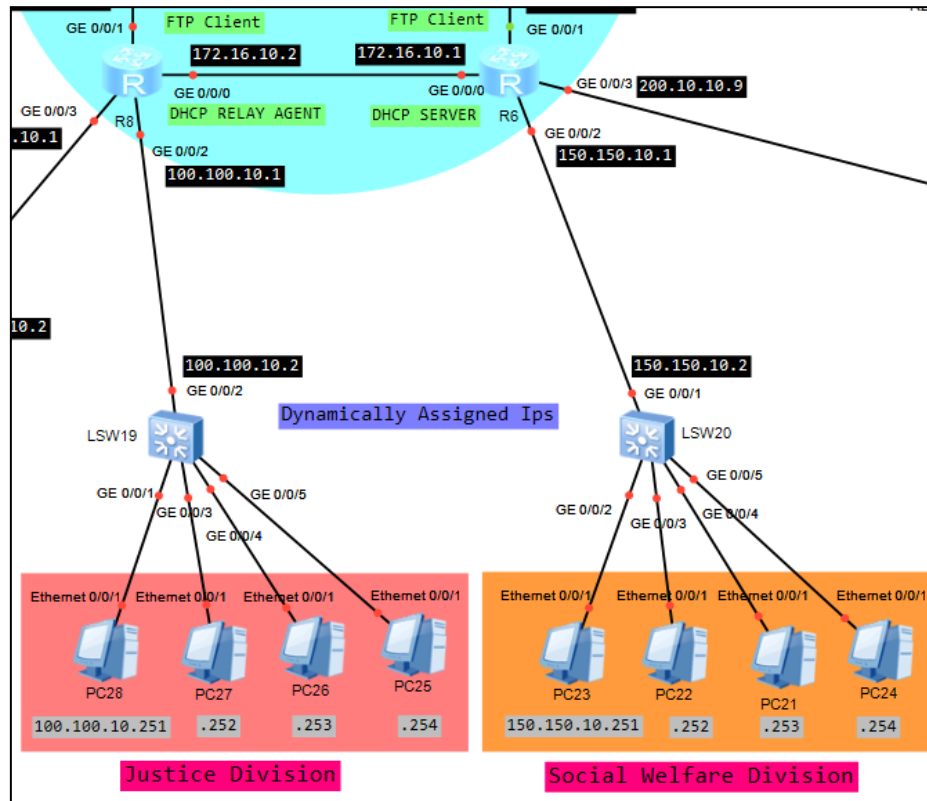 FTP Client
FTP Client
GE 0/0/1
GE 0/0/1
172.16.10.2
172.16.10.1
R
R
GE 0/0/0
GE 0/0/0
GE 0/0/3
200.10.10.9
GE 0/0/3
DHCP RELAY AGENT
DHCP SERVER
R8
R6
.10.1
GE 0/0/2
GE 0/0/2
100.100.10.1
150.150.10.1
10.2
100.100.10.2
150.150.10.2
GE 0/0/2
GE 0/0/1
Dynamically Assigned Ips
LSW19
LSW20
GE 0/0/1
GE 0/0/3
GE 0/0/4
GE 0/0/5
GE 0/0/2
GE 0/0/3
GE 0/0/4
GE 0/0/5
Ethernet 0/0/1
Ethernet 0/0/1
Ethernet 0/0/1
Ethernet 0/0/1
Ethernet 0/0/1
Ethernet 0/0/1
Ethernet 0/0/1
Ethernet 0/0/1
PC28
PC27
PC26
PC25
PC23
PC22
PC21
PC24
100.100.10.251
.252
.253
.254
150.150.10.251
.252
.253
.254
Justice Division
Social Welfare Division